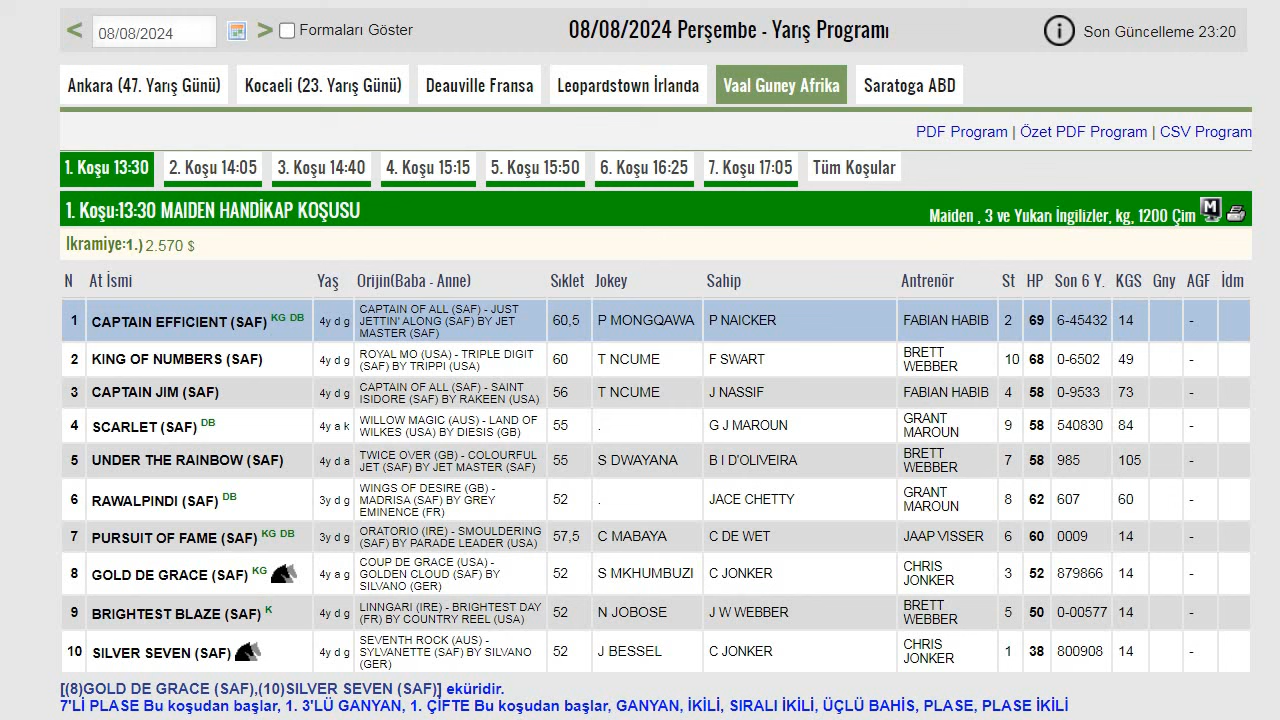 < 08/08/2024 > Formaları Göster 08/08/2024 Perşembe - Yarış Programı Son Güncelleme 23:20
Ankara (47. Yarış Günü) Kocaeli (23. Yarış Günü) Deauville Fransa Leopardstown İrlanda Vaal Guney Afrika Saratoga ABD
PDF Program | Özet PDF Program | CSV Program
1. Koşu 13:30 2. Koşu 14:05 3. Koşu 14:40 4. Koşu 15:15 5. Koşu 15:50 6. Koşu 16:25 7. Koşu 17:05 Tüm Koşular
1. Koşu:13:30 MAIDEN HANDİKAP KOŞUSU Maiden , 3 ve Yukarı İngilizler, kg, 1200 Çim M
Ikramiye:1.) 2.570 $
N At İsmi Yaş Orijin(Baba - Anne) Sıklet Jokey Sahip Antrenör St HP Son 6 Y. KGS Gny AGF İdm
1 CAPTAIN EFFICIENT (SAF) KG DB 4y d g CAPTAIN OF ALL (SAF) - JUST JETTIN' ALONG (SAF) BY JET MASTER (SAF) 60,5 P MONGQAWA P NAICKER FABIAN HABIB 2 69 6-45432 14 -
2 KING OF NUMBERS (SAF) 4y d g ROYAL MO (USA) - TRIPLE DIGIT (SAF) BY TRIPPI (USA) 60 T NCUME F SWART BRETT WEBBER 10 68 0-6502 49 -
3 CAPTAIN JIM (SAF) 4y d g CAPTAIN OF ALL (SAF) - SAINT ISIDORE (SAF) BY RAKEEN (USA) 56 T NCUME J NASSIF FABIAN HABIB 4 58 0-9533 73 -
4 SCARLET (SAF) DB 4y a k WILLOW MAGIC (AUS) - LAND OF WILKES (USA) BY DIESIS (GB) 55 . G J MAROUN GRANT MAROUN 9 58 540830 84 -
5 UNDER THE RAINBOW (SAF) 4y d a TWICE OVER (GB) - COLOURFUL JET (SAF) BY JET MASTER (SAF) 55 S DWAYANA B I D'OLIVEIRA BRETT WEBBER 7 58 985 105 -
6 RAWALPINDI (SAF) DB 3y d g WINGS OF DESIRE (GB) - MADRISA (SAF) BY GREY EMINENCE (FR) 52 . JACE CHETTY GRANT MAROUN 8 62 607 60 -
7 PURSUIT OF FAME (SAF) KG DB 3y d g ORATORIO (IRE) - SMOULDERING (SAF) BY PARADE LEADER (USA) 57,5 C MABAYA C DE WET JAAP VISSER 6 60 0009 14 -
8 GOLD DE GRACE (SAF) KG 4y a g COUP DE GRACE (USA) - GOLDEN CLOUD (SAF) BY SILVANO (GER) 52 S MKHUMBUZI C JONKER CHRIS JONKER 3 52 879866 14 -
9 BRIGHTEST BLAZE (SAF) K 4y d g LINNGARI (IRE) - BRIGHTEST DAY (FR) BY COUNTRY REEL (USA) 52 N JOBOSE J W WEBBER BRETT WEBBER 5 50 0-00577 14 -
10 SILVER SEVEN (SAF) 4y d g SEVENTH ROCK (AUS) - SYLVANETTE (SAF) BY SILVANO (GER) 52 J BESSEL C JONKER CHRIS JONKER 1 38 800908 14 -
[(8)GOLD DE GRACE (SAF),(10)SILVER SEVEN (SAF)] eküridir.
7'Lİ PLASE Bu koşudan başlar, 1. 3'LÜ GANYAN, 1. ÇİFTE Bu koşudan başlar, GANYAN, İKİLİ, SIRALI İKİLİ, ÜÇLÜ BAHİS, PLASE, PLASE İKİLİ